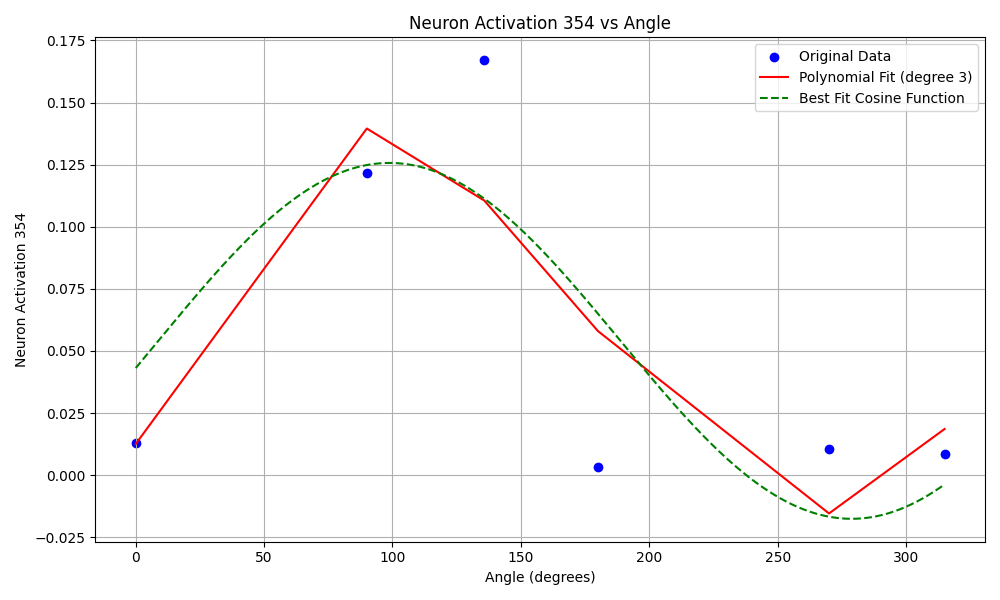 Neuron Activation 354 vs Angle
Original Data
Polynomial Fit (degree 3)
Best Fit Cosine Function
Neuron Activation 354
0.175
0.150
0.125
0.100
0.075
0.050
0.025
0.000
−0.025
0 50 100 150 200 250 300
Angle (degrees)